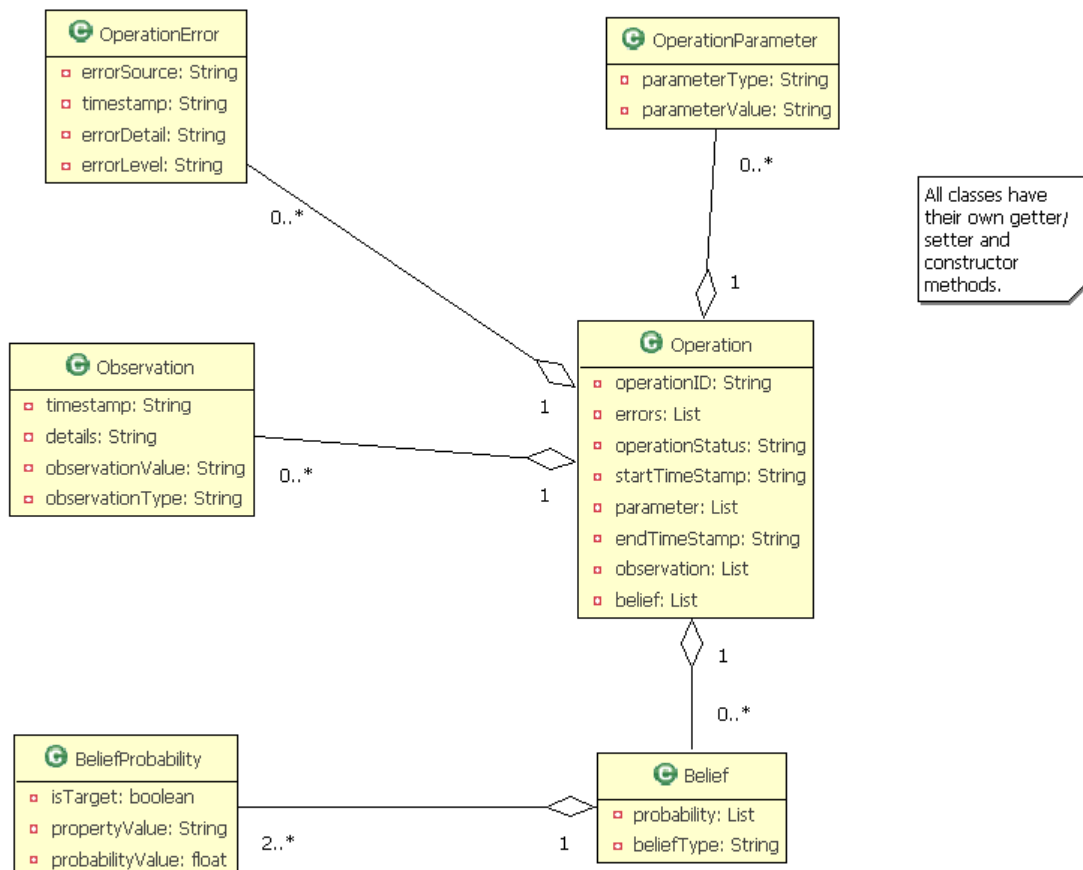 OperationError
errorSource: String
timestamp: String
errorDetail: String
errorLevel: String
0..*
OperationParameter
parameterType: String
parameterValue: String
0..*
1
All classes have
their own getter/
setter and
constructor
methods.
Observation
timestamp: String
details: String
observationValue: String
observationType: String
0..*
1
1
Operation
operationID: String
errors: List
operationStatus: String
startTimeStamp: String
parameter: List
endTimeStamp: String
observation: List
belief: List
1
0..*
BeliefProbability
isTarget: boolean
propertyValue: String
probabilityValue: float
2..*
1
Belief
probability: List
beliefType: String